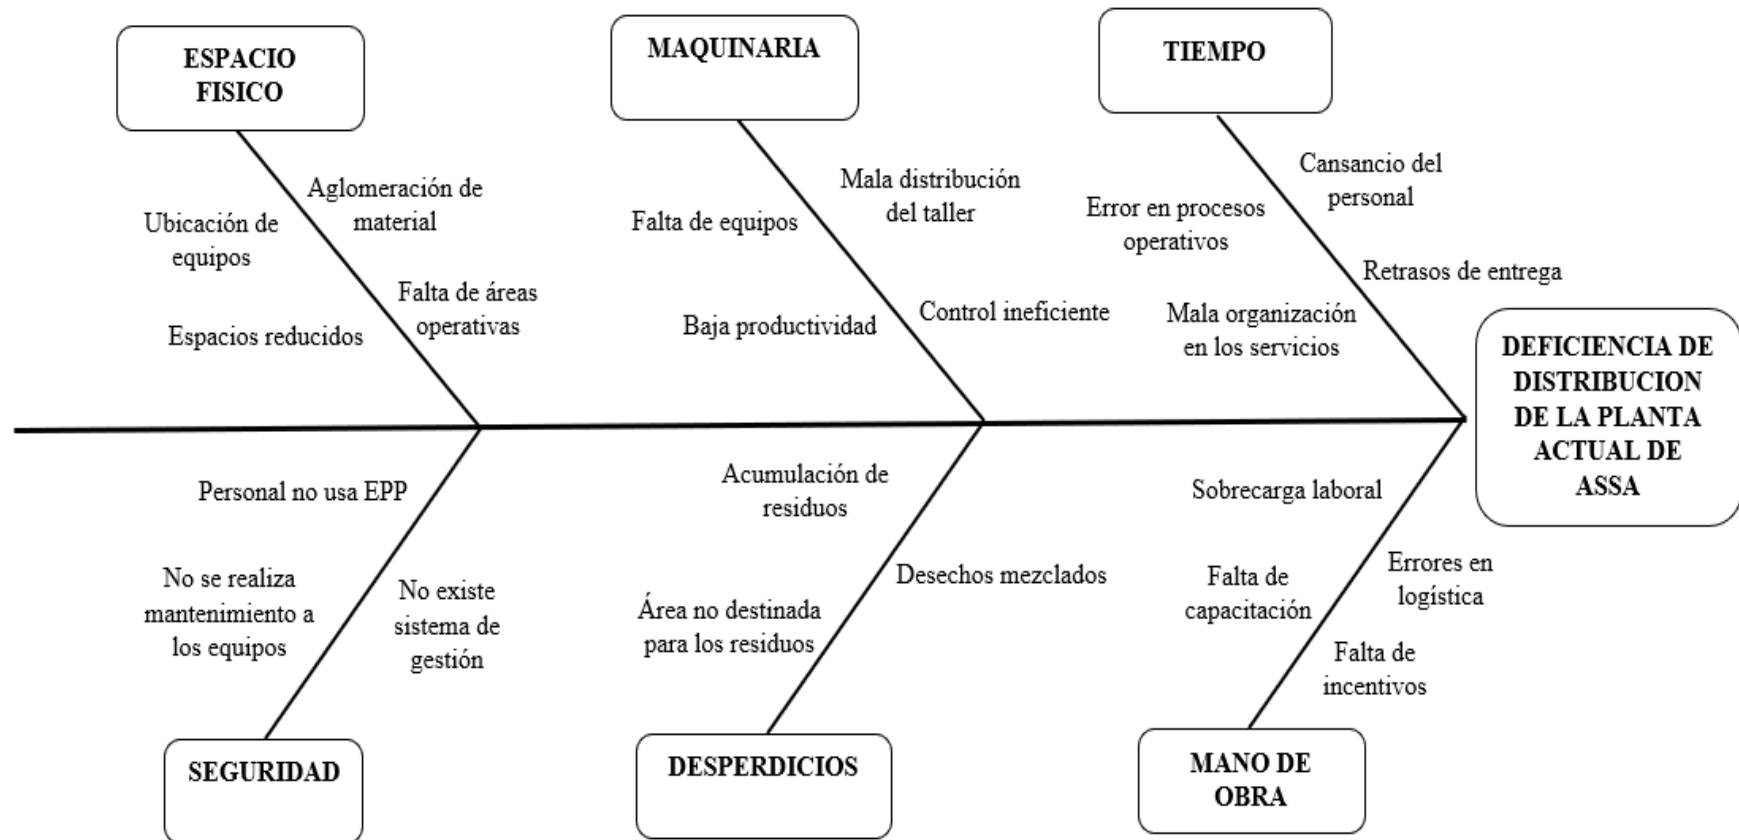 ESPACIO
FISICO
MAQUINARIA
TIEMPO
Aglomeración de
material
Ubicación de
equipos
Falta de áreas
operativas
Espacios reducidos
Mala distribución
del taller
Falta de equipos
Control ineficiente
Baja productividad
Cansancio del
personal
Error en procesos
operativos
Retrasos de entrega
Mala organización
en los servicios
DEFICIENCIA DE
DISTRIBUCION
DE LA PLANTA
ACTUAL DE
ASSA
Personal no usa EPP
No se realiza
mantenimiento a
los equipos
No existe
sistema de
gestión
Acumulación de
residuos
Desechos mezclados
Área no destinada
para los residuos
Sobrecarga laboral
Errores en
logística
Falta de
capacitación
Falta de
incentivos
SEGURIDAD
DESPERDICIOS
MANO DE
OBRA